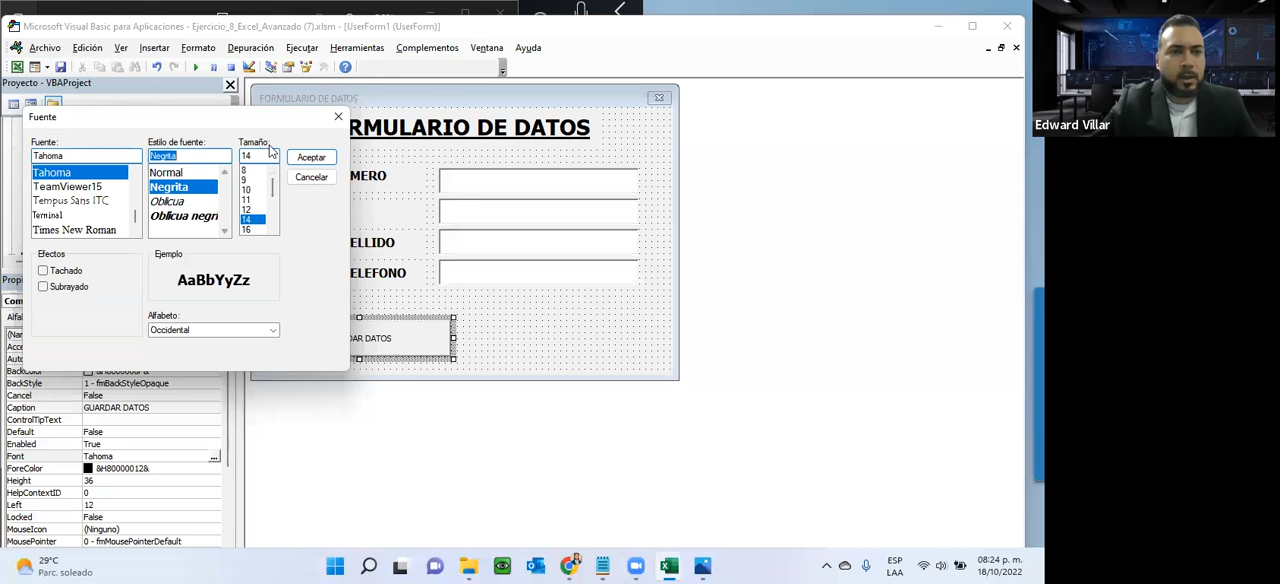 Microsoft Visual Basic para Aplicaciones - Ejercicio_8_Excel_Avanzado (7).xlsm - [UserForm1 (UserForm)]
Archivo Edición Ver Insertar Formato Depuración Ejecutar Herramientas Complementos Ventana Ayuda
Proyecto - VBAProject
FORMULARIO DE DATOS
Fuente
RMULARIO DE DATOS
Fuente:
Estilo de fuente:
Tamaño:
Tahoma
Negrita
14
Aceptar
Cancelar
Tahoma
TeamViewer15
Tempus Sans ITC
Terminal
Times New Roman
Normal
Negrita
Oblicua
Oblicua negri
8
9
10
11
12
14
16
MERO
ELLIDO
ELEFONO
Efectos
Tachado
Subrayado
Ejemplo
AaBbYyZz
Alfabeto:
Occidental
DAR DATOS
BackStyle 1 - fmBackStyleOpaque
Cancel False
Caption GUARDAR DATOS
ControlTipText
Default False
Enabled True
Font Tahoma ...
ForeColor &H80000012&
Height 36
HelpContextID 0
Left 12
Locked False
MouseIcon (Ninguno)
MousePointer 0 - fmMousePointerDefault
Edward Villar
29°C
Parc. soleado
ESP
LAA
08:24 p. m.
18/10/2022